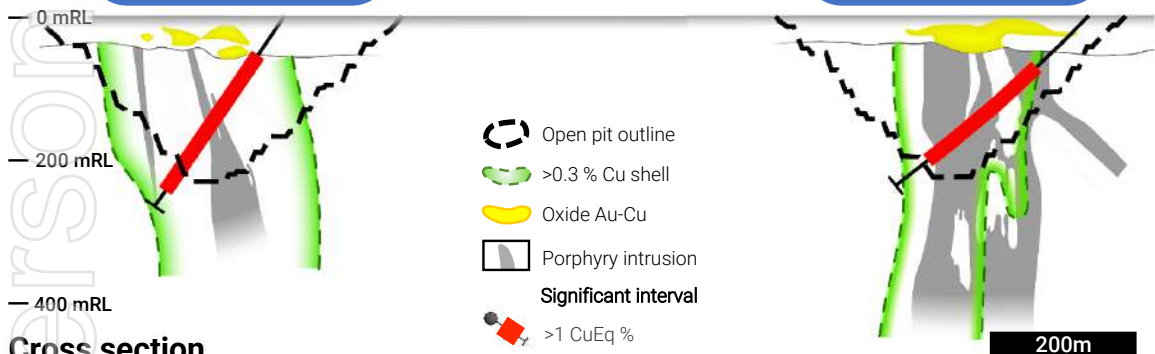 0 mRL
200 mRL
400 mRL
Open pit outline
>0.3 % Cu shell
Oxide Au-Cu
Porphyry intrusion
Significant interval
>1 CuEq %
Cross section
200m
erson